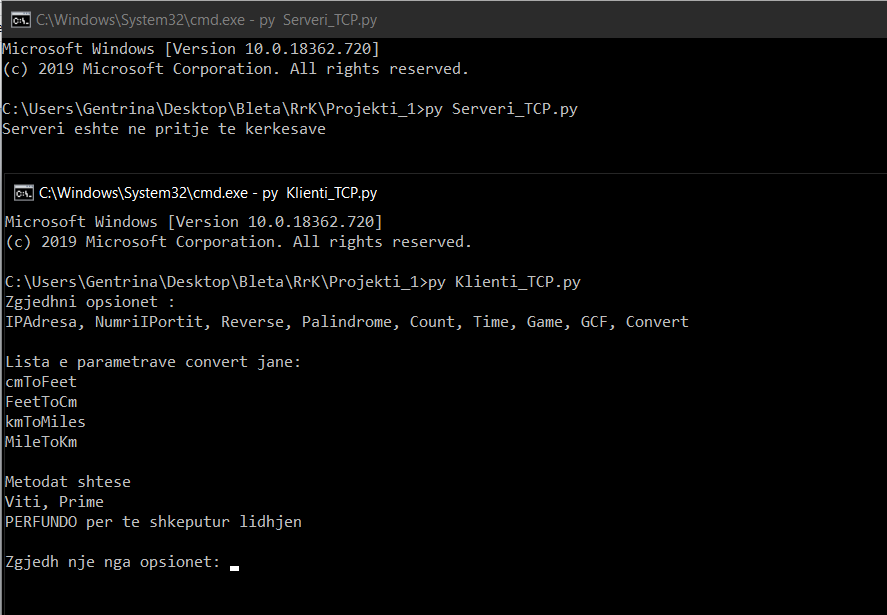 C:\Windows\System32\cmd.exe - py  Serveri_TCP.py
Microsoft Windows [Version 10.0.18362.720]
(c) 2019 Microsoft Corporation. All rights reserved.
C:\Users\Gentrina\Desktop\Bleta\RrK\Projekti_1>py Serveri_TCP.py
Serveri eshte ne pritje te kerkesave
C:\Windows\System32\cmd.exe - py  Klienti_TCP.py
Microsoft Windows [Version 10.0.18362.720]
(c) 2019 Microsoft Corporation. All rights reserved.
C:\Users\Gentrina\Desktop\Bleta\RrK\Projekti_1>py Klienti_TCP.py
Zgjedhni opsionet :
IPAdresa, NumriIPortit, Reverse, Palindrome, Count, Time, Game, GCF, Convert
Lista e parametrave convert jane:
cmToFeet
FeetToCm
kmToMiles
MileToKm
Metodat shtese
Viti, Prime
PERFUNDO per te shkeputur lidhjen
Zgjedh nje nga opsionet: